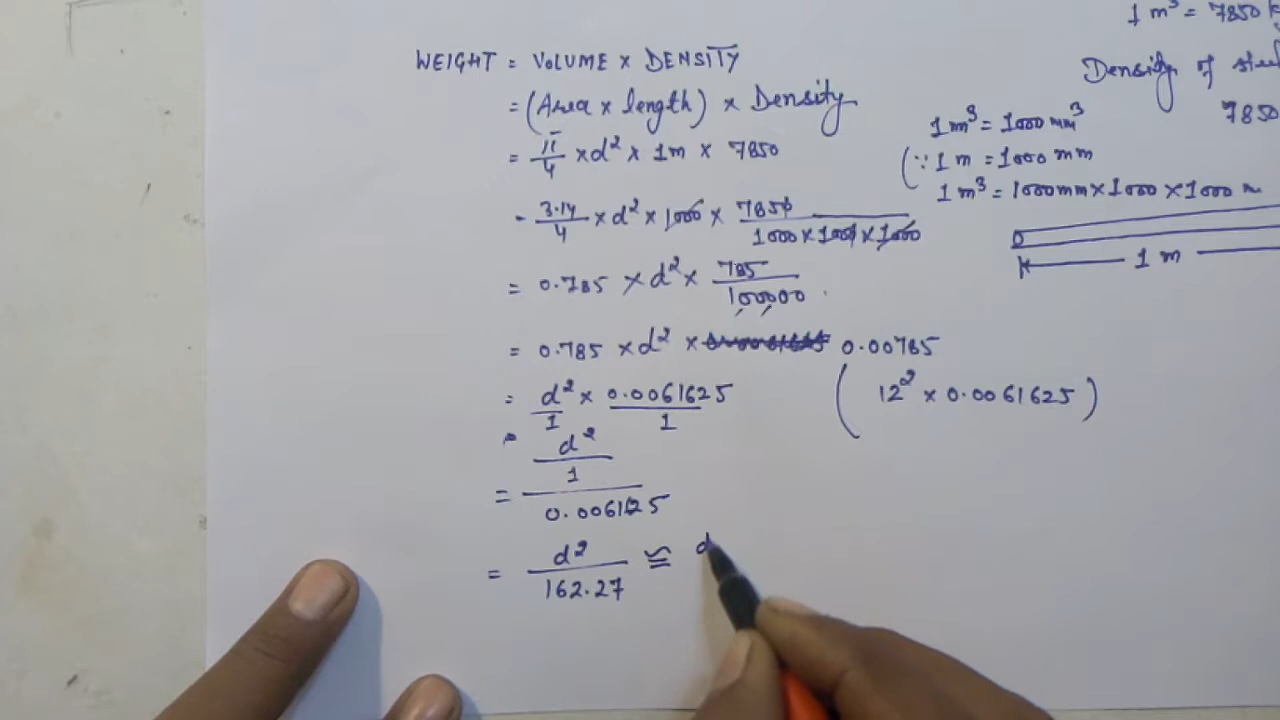 WEIGHT = VOLUME × DENSITY
= (Area × length) × Density
= π/4 × d² × 1m × 7850
= 3.14/4 × d² × 1000 × 7850/1000 × 1000 × 1000
= 0.785 × d² × 785/100000
= 0.785 × d² × 0.00785
= d²/1 × 0.0061625/1
= d²/1/0.006125
= d²/162.27 ≅ d
1 m³ = 7850 k
Density of steel
7850
1 m³ = 1000 mm³
(∵ 1 m = 1000 mm
1 m³ = 1000mm × 1000 × 1000 m
1 m
(12² × 0.0061625)